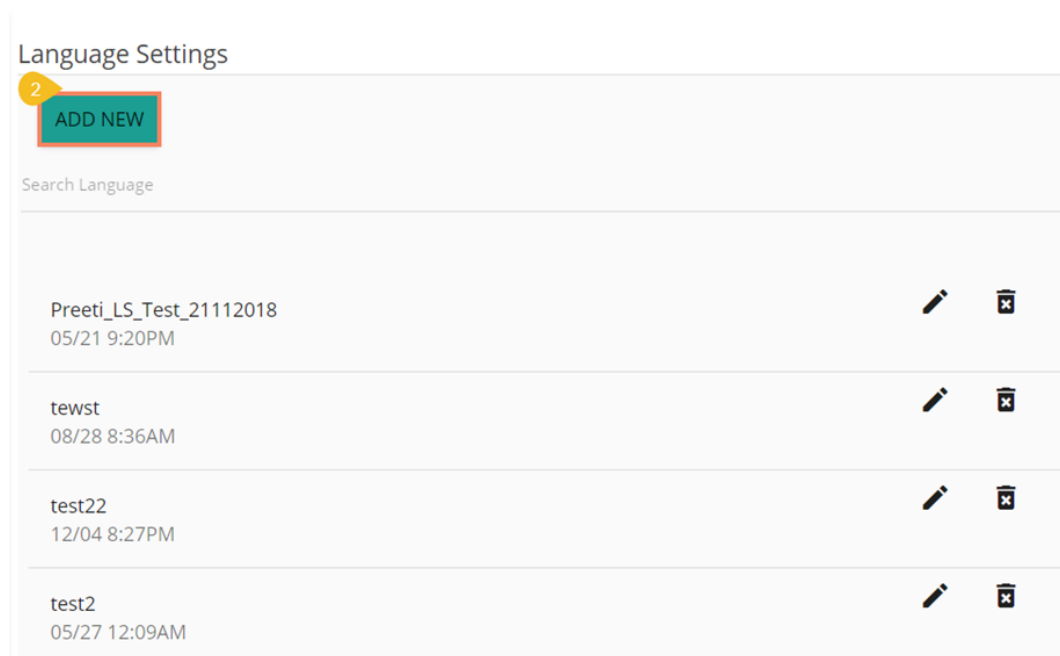 Language Settings
2
ADD NEW
Search Language
Preeti_LS_Test_21112018
05/21 9:20PM
tewst
08/28 8:36AM
test22
12/04 8:27PM
test2
05/27 12:09AM